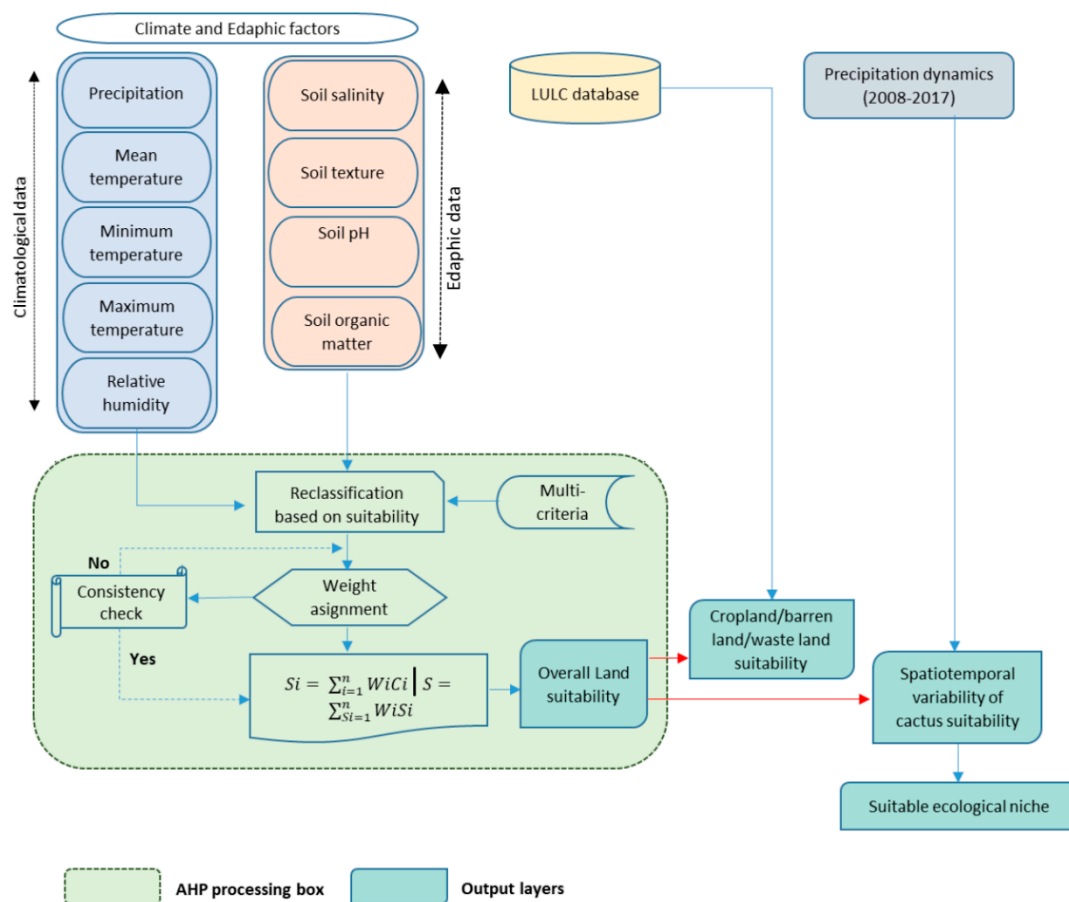 Climate and Edaphic factors
Climatological data
Precipitation
Mean
temperature
Minimum
temperature
Maximum
temperature
Relative
humidity
Soil salinity
Soil texture
Soil pH
Soil organic
matter
Edaphic data
LULC database
Precipitation dynamics
(2008-2017)
Reclassification
based on suitability
Multi-
criteria
No
Consistency
check
Weight
asignment
Yes
Si = ∑ⁿᵢ₌₁ WiCi | S =
∑ⁿSi=1 WiSi
Overall Land
suitability
Cropland/barren
land/waste land
suitability
Spatiotemporal
variability of
cactus suitability
Suitable ecological niche
AHP processing box
Output layers